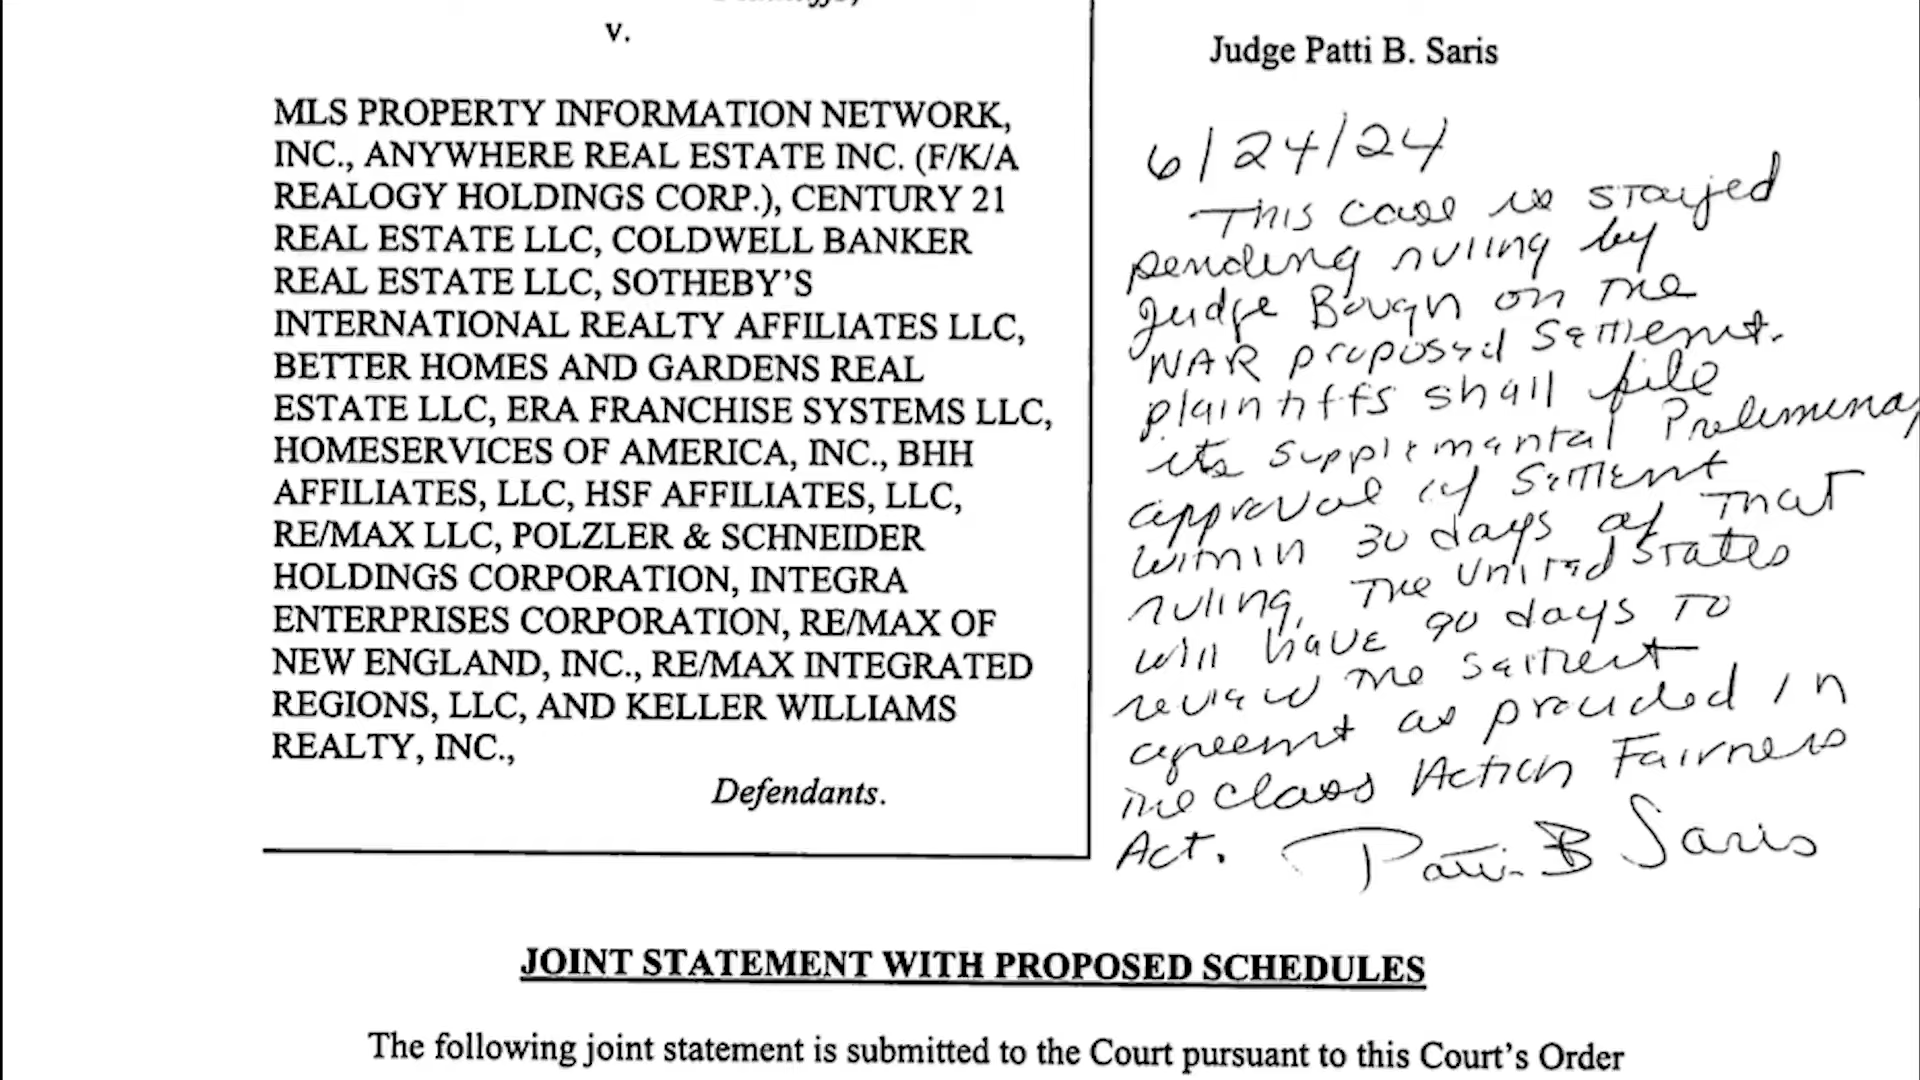 v.
MLS PROPERTY INFORMATION NETWORK,
INC., ANYWHERE REAL ESTATE INC. (F/K/A
REALOGY HOLDINGS CORP.), CENTURY 21
REAL ESTATE LLC, COLDWELL BANKER
REAL ESTATE LLC, SOTHEBY'S
INTERNATIONAL REALTY AFFILIATES LLC,
BETTER HOMES AND GARDENS REAL
ESTATE LLC, ERA FRANCHISE SYSTEMS LLC,
HOMESERVICES OF AMERICA, INC., BHH
AFFILIATES, LLC, HSF AFFILIATES, LLC,
RE/MAX LLC, POLZLER & SCHNEIDER
HOLDINGS CORPORATION, INTEGRA
ENTERPRISES CORPORATION, RE/MAX OF
NEW ENGLAND, INC., RE/MAX INTEGRATED
REGIONS, LLC, AND KELLER WILLIAMS
REALTY, INC.,
Defendants.
Judge Patti B. Saris
6/24/24
This case is stayed
pending ruling by
Judge Bough on the
NAR proposed settlement.
plaintiffs shall file
its supplemental Preliminary
approval of settlement
within 30 days of that
ruling. The United States
will have 90 days to
review the settlement
agreement as provided in
the Class Action Fairness
Act. Patti B Saris
JOINT STATEMENT WITH PROPOSED SCHEDULES
The following joint statement is submitted to the Court pursuant to this Court's Order